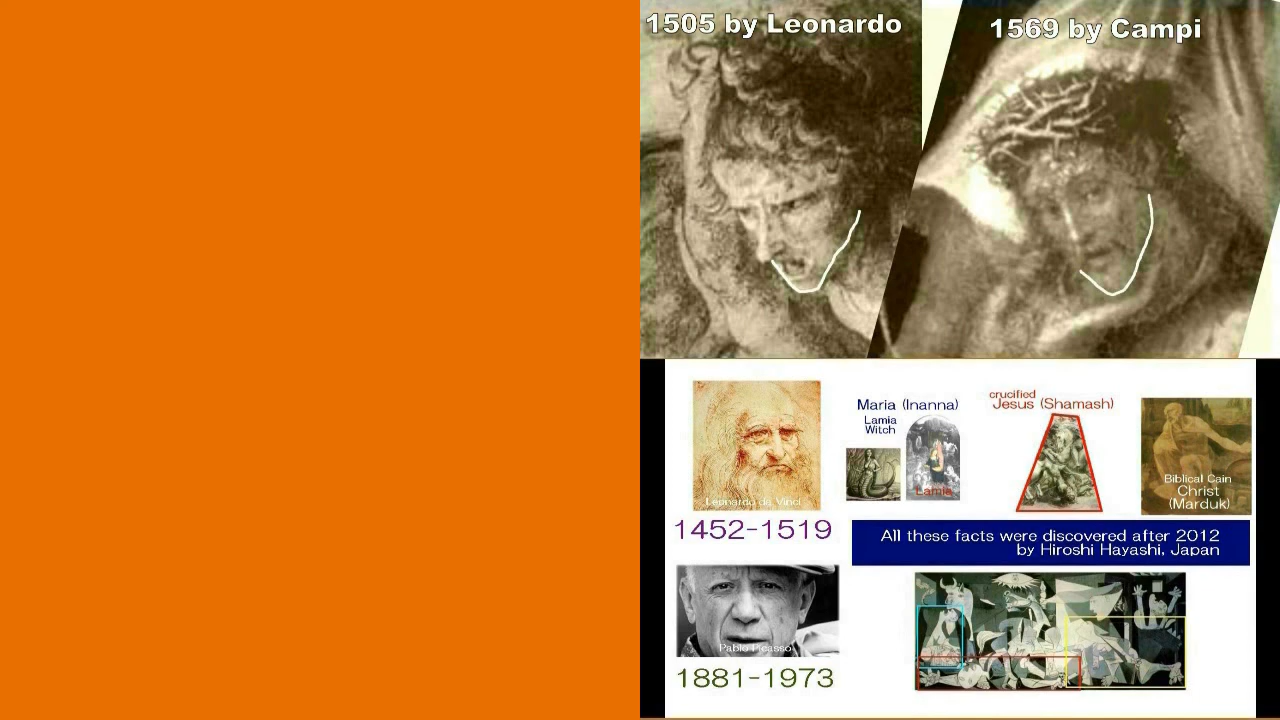 1505 by Leonardo
1569 by Campi
Leonardo da Vinci
1452-1519
Maria (Inanna)
Lamia
Witch
Lamia
crucified
Jesus (Shamash)
Biblical Cain
Christ
(Marduk)
All these facts were discovered after 2012
by Hiroshi Hayashi, Japan
Pablo Picasso
1881-1973